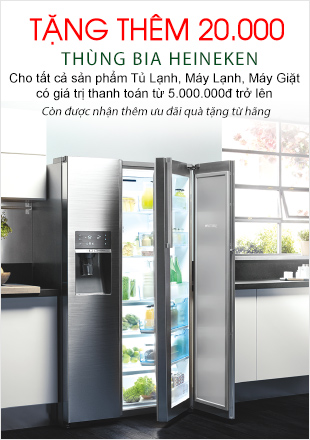 TẶNG THÊM 20.000
THÙNG BIA HEINEKEN
Cho tất cả sản phẩm Tủ Lạnh, Máy Lạnh, Máy Giặt
có giá trị thanh toán từ 5.000.000đ trở lên
Còn được nhận thêm ưu đãi quà tặng từ hãng